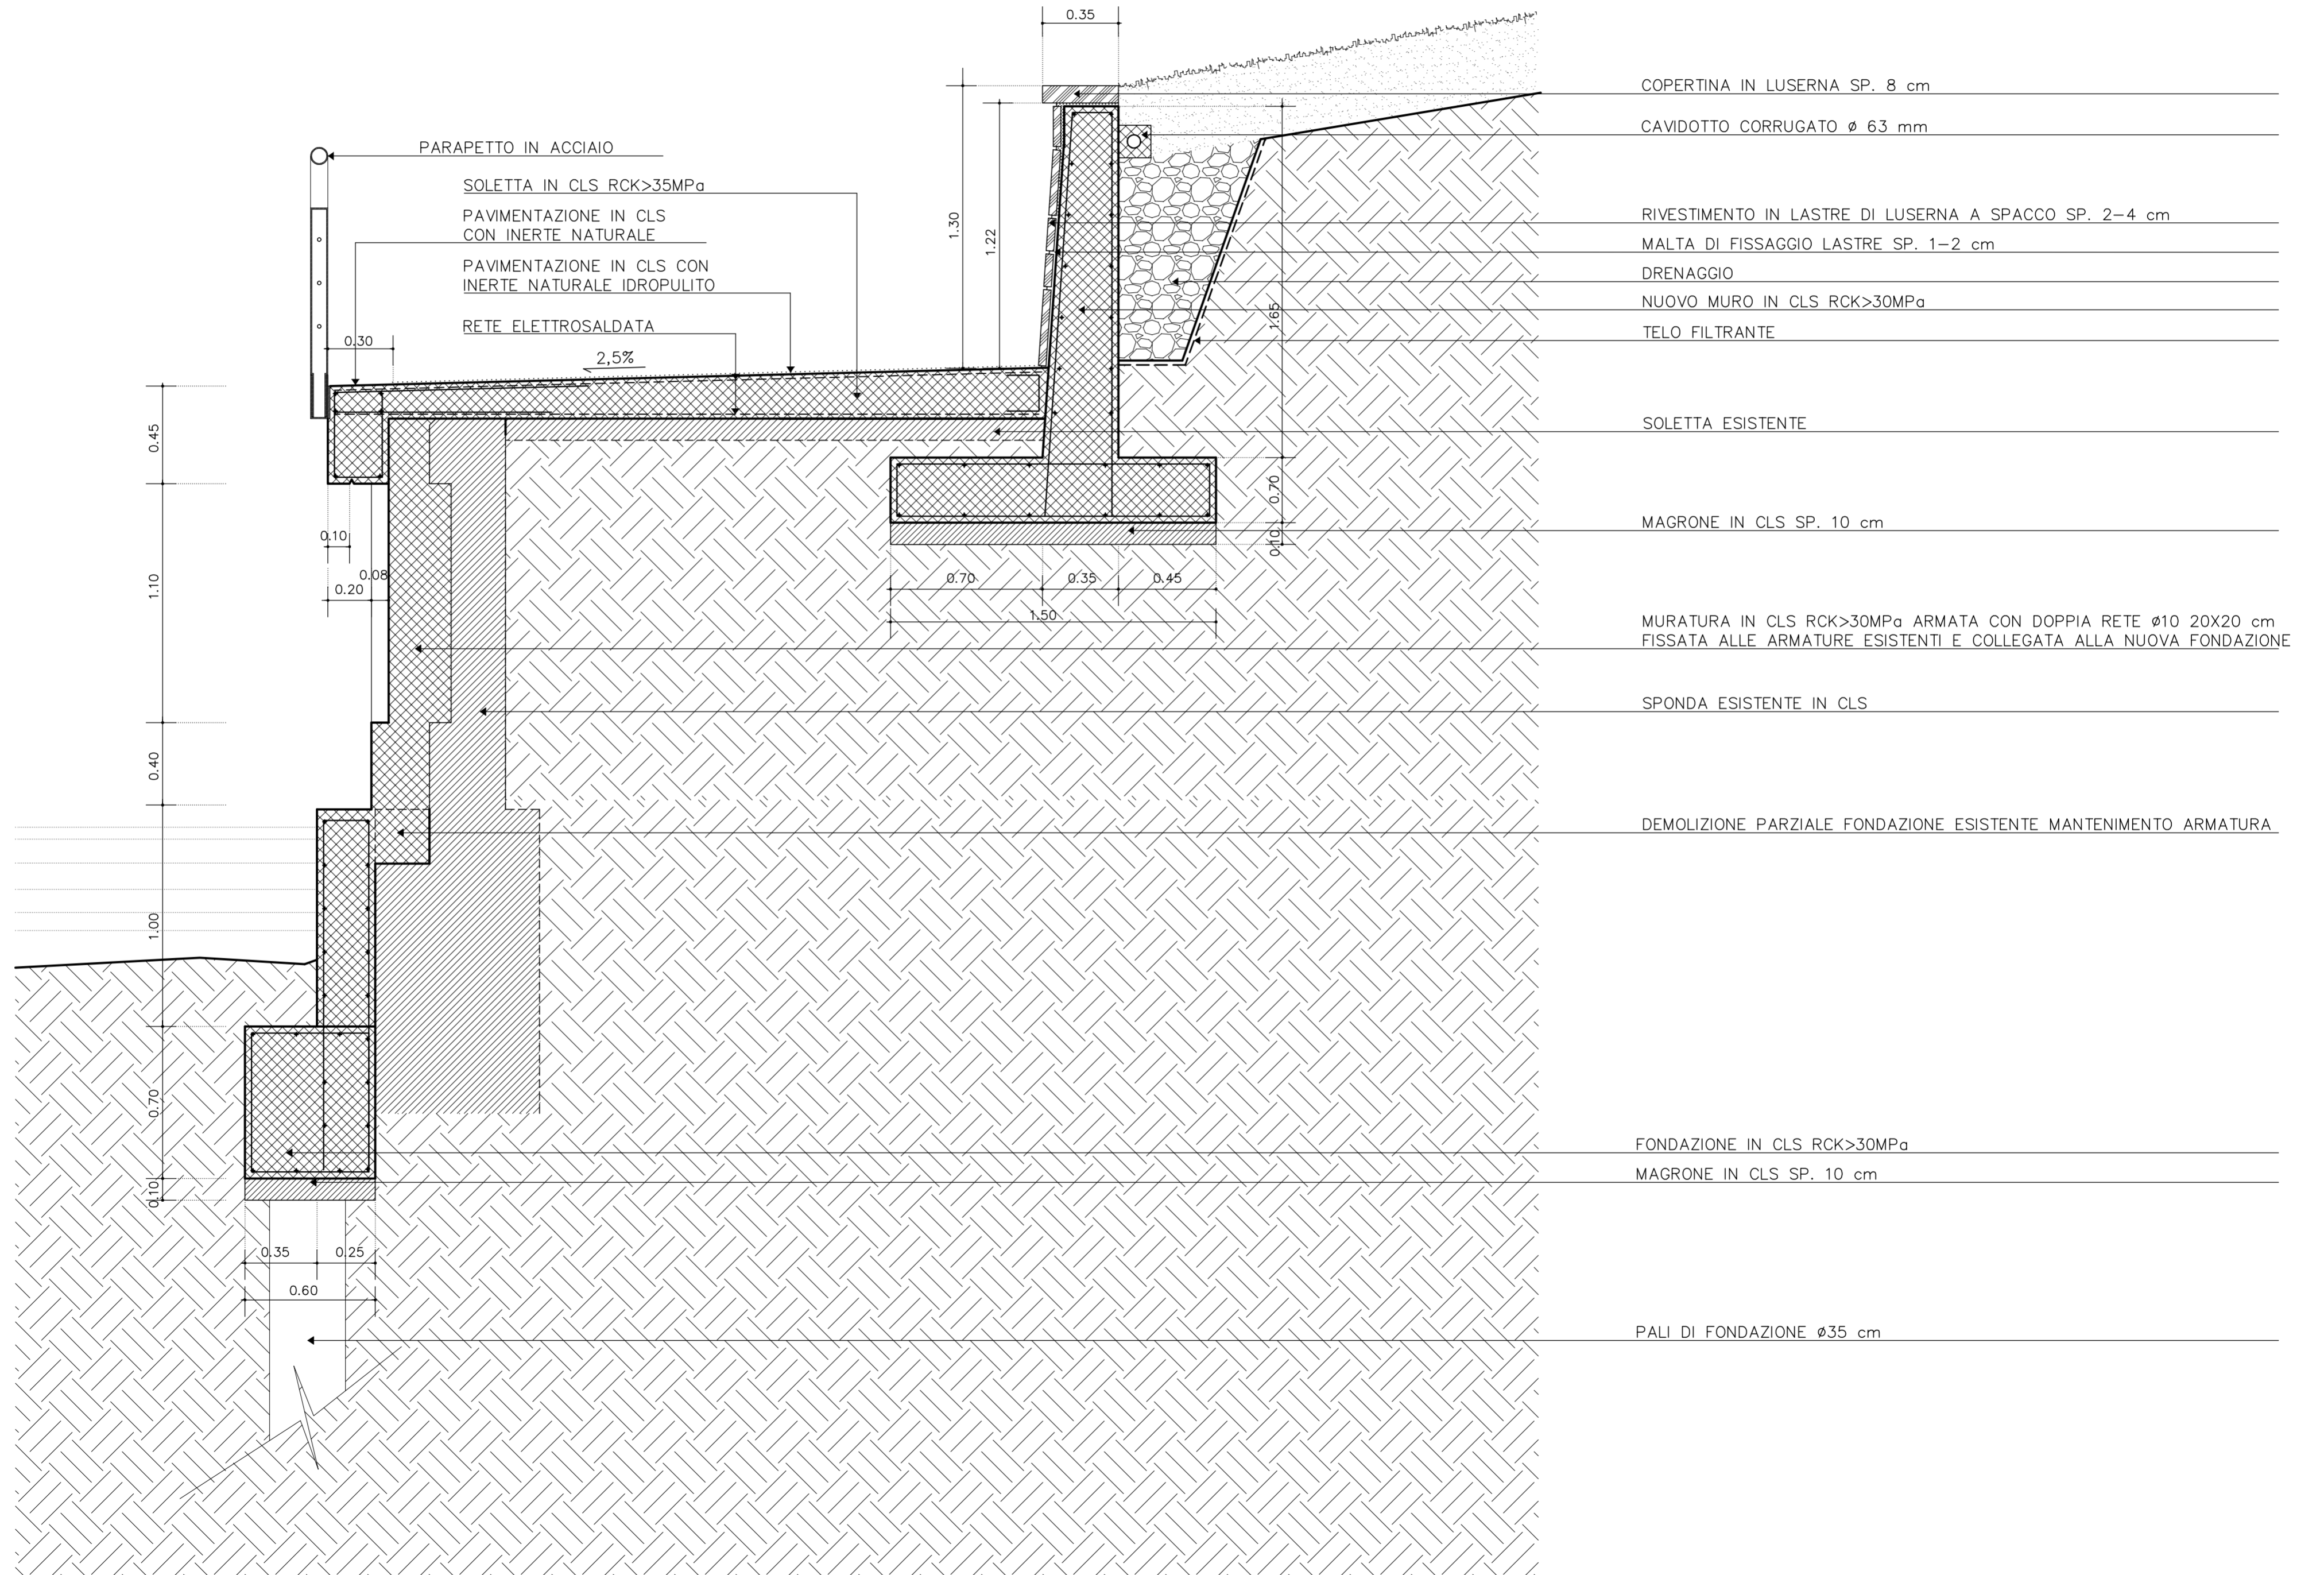 0.35
COPERTINA IN LUSERNA SP. 8 cm
CAVIDOTTO CORRUGATO ø 63 mm
PARAPETTO IN ACCIAIO
SOLETTA IN CLS RCK>35MPa
PAVIMENTAZIONE IN CLS
CON INERTE NATURALE
PAVIMENTAZIONE IN CLS CON
INERTE NATURALE IDROPULITO
RETE ELETTROSALDATA
1.30
1.22
RIVESTIMENTO IN LASTRE DI LUSERNA A SPACCO SP. 2-4 cm
MALTA DI FISSAGGIO LASTRE SP. 1-2 cm
DRENAGGIO
NUOVO MURO IN CLS RCK>30MPa
1.65
TELO FILTRANTE
0.30
2,5%
0.45
SOLETTA ESISTENTE
0.70
MAGRONE IN CLS SP. 10 cm
0.10
0.10
0.08
0.20
1.10
0.70
0.35
0.45
1.50
MURATURA IN CLS RCK>30MPa ARMATA CON DOPPIA RETE ø10 20X20 cm
FISSATA ALLE ARMATURE ESISTENTI E COLLEGATA ALLA NUOVA FONDAZIONE
SPONDA ESISTENTE IN CLS
0.40
DEMOLIZIONE PARZIALE FONDAZIONE ESISTENTE MANTENIMENTO ARMATURA
1.00
0.70
FONDAZIONE IN CLS RCK>30MPa
MAGRONE IN CLS SP. 10 cm
0.10
0.35
0.25
0.60
PALI DI FONDAZIONE ø35 cm